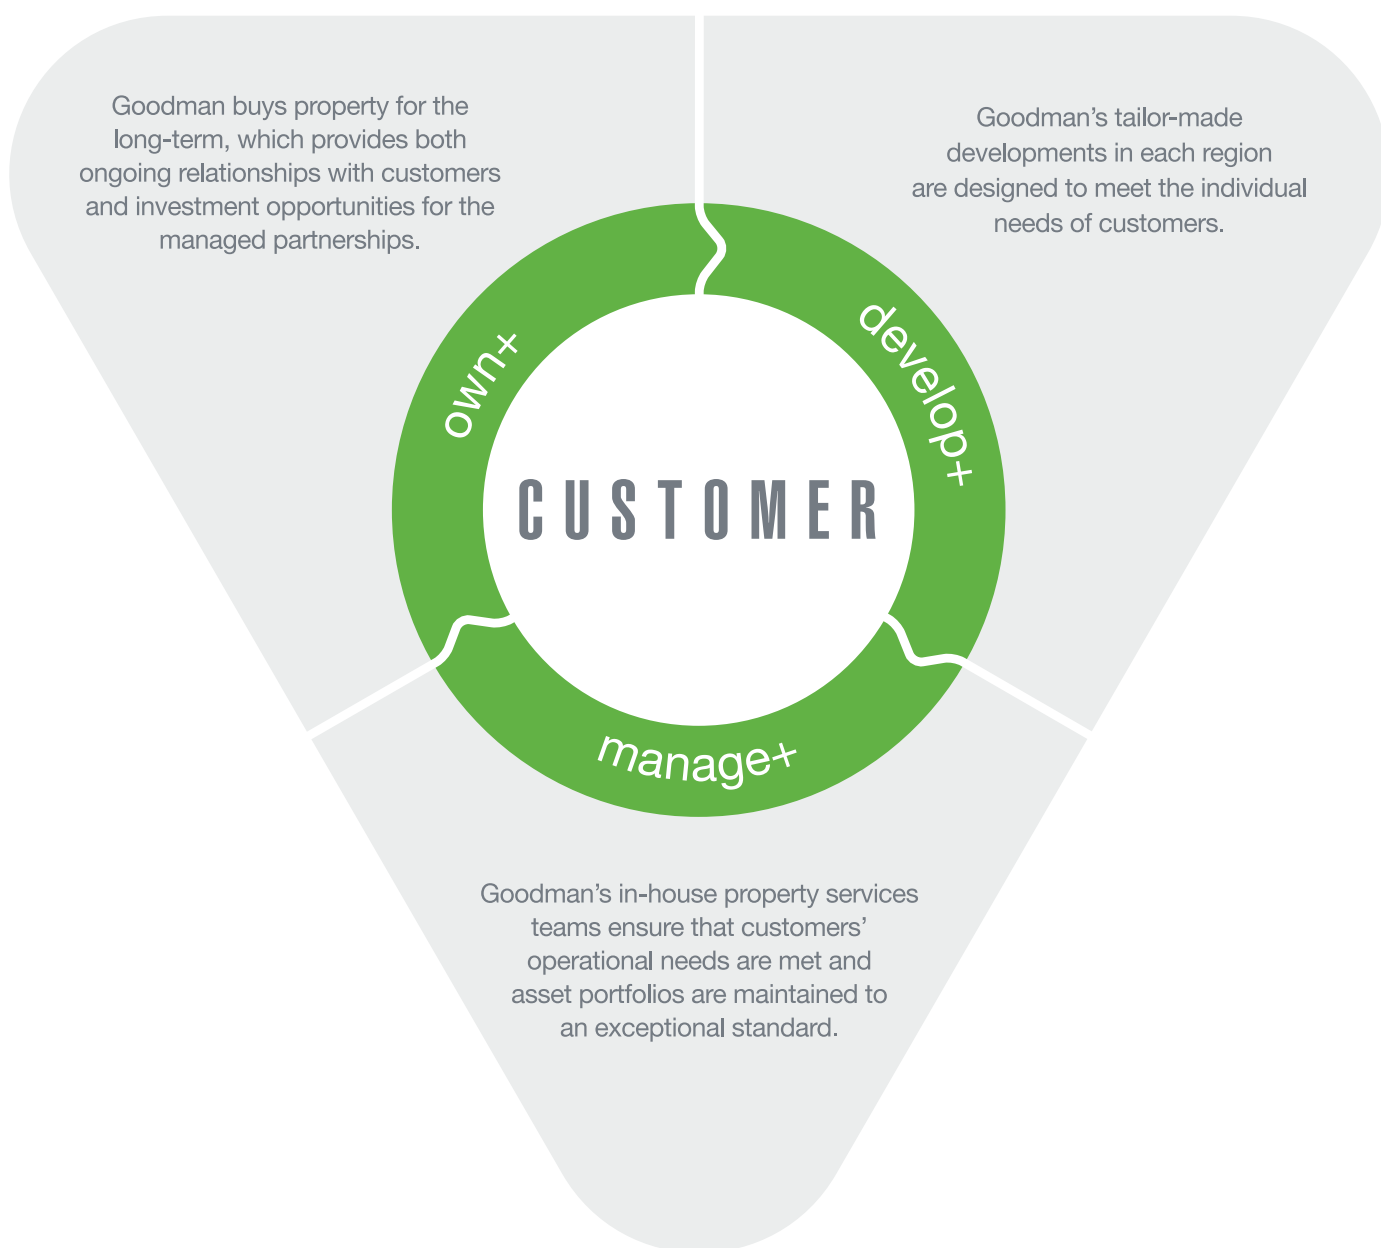 Goodman buys property for the
long-term, which provides both
ongoing relationships with customers
and investment opportunities for the
managed partnerships.
Goodman’s tailor-made
developments in each region
are designed to meet the individual
needs of customers.
own+
develop+
CUSTOMER
manage+
Goodman’s in-house property services
teams ensure that customers’
operational needs are met and
asset portfolios are maintained to
an exceptional standard.